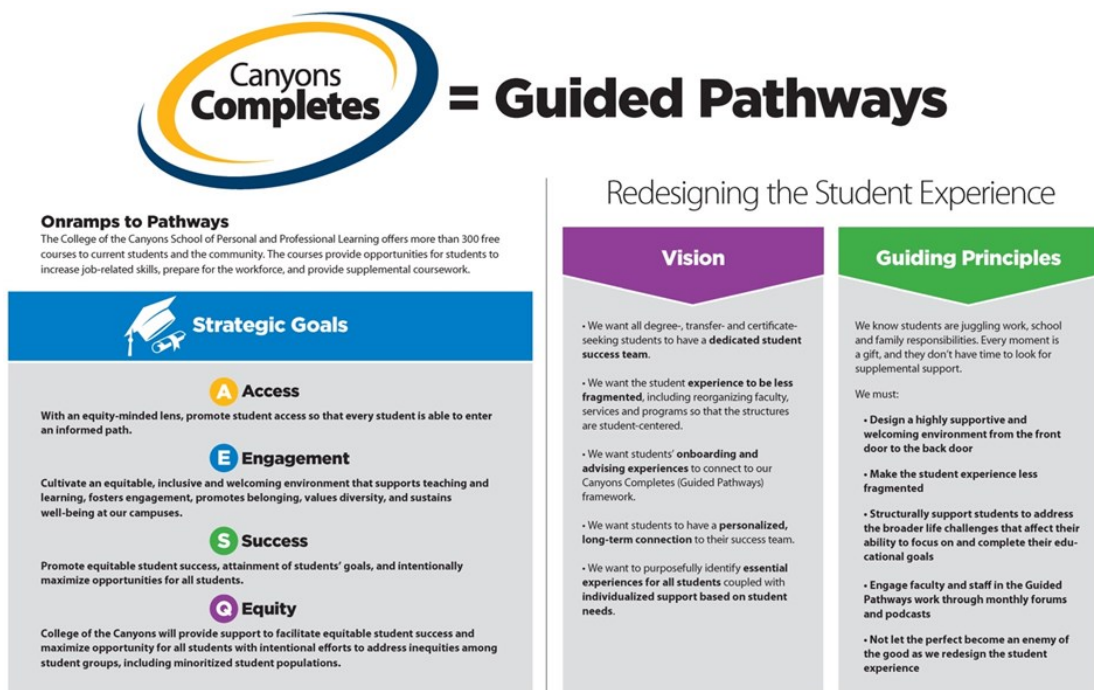 Canyons
Completes
= Guided Pathways
Onramps to Pathways
The College of the Canyons School of Personal and Professional Learning offers more than 300 free
courses to current students and the community. The courses provide opportunities for students to
increase job-related skills, prepare for the workforce, and provide supplemental coursework.
Strategic Goals
A Access
With an equity-minded lens, promote student access so that every student is able to enter
an informed path.
E Engagement
Cultivate an equitable, inclusive and welcoming environment that supports teaching and
learning, fosters engagement, promotes belonging, values diversity, and sustains
well-being at our campuses.
S Success
Promote equitable student success, attainment of students' goals, and intentionally
maximize opportunities for all students.
Q Equity
College of the Canyons will provide support to facilitate equitable student success and
maximize opportunity for all students with intentional efforts to address inequities among
student groups, including minoritized student populations.
Redesigning the Student Experience
Vision
• We want all degree-, transfer- and certificate-
seeking students to have a dedicated student
success team.
• We want the student experience to be less
fragmented, including reorganizing faculty,
services and programs so that the structures
are student-centered.
• We want students' onboarding and
advising experiences to connect to our
Canyons Completes (Guided Pathways)
framework.
• We want students to have a personalized,
long-term connection to their success team.
• We want to purposefully identify essential
experiences for all students coupled with
individualized support based on student
needs.
Guiding Principles
We know students are juggling work, school
and family responsibilities. Every moment is
a gift, and they don't have time to look for
supplemental support.
We must:
• Design a highly supportive and
welcoming environment from the front
door to the back door
• Make the student experience less
fragmented
• Structurally support students to address
the broader life challenges that affect their
ability to focus on and complete their edu-
cational goals
• Engage faculty and staff in the Guided
Pathways work through monthly forums
and podcasts
• Not let the perfect become an enemy of
the good as we redesign the student
experience